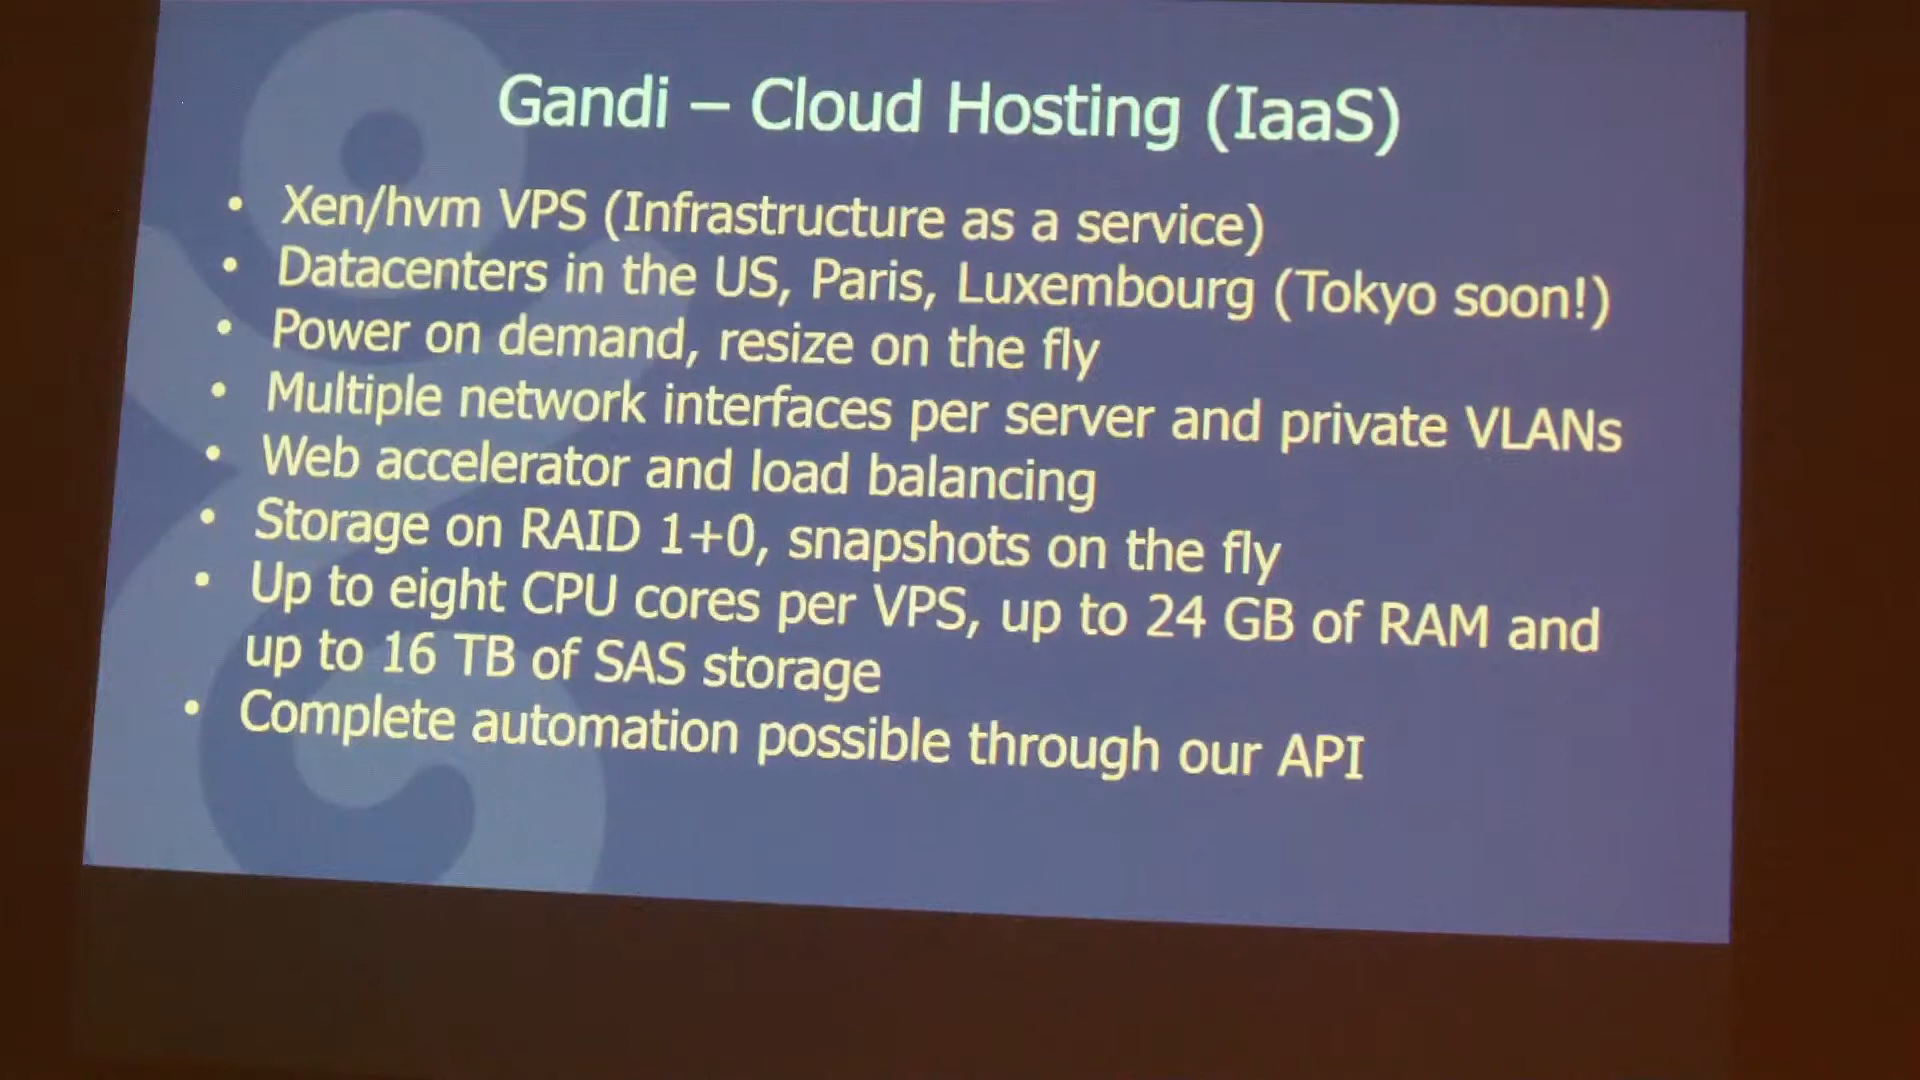 Gandi – Cloud Hosting (IaaS)
• Xen/hvm VPS (Infrastructure as a service)
• Datacenters in the US, Paris, Luxembourg (Tokyo soon!)
• Power on demand, resize on the fly
• Multiple network interfaces per server and private VLANs
• Web accelerator and load balancing
• Storage on RAID 1+0, snapshots on the fly
• Up to eight CPU cores per VPS, up to 24 GB of RAM and
up to 16 TB of SAS storage
• Complete automation possible through our API